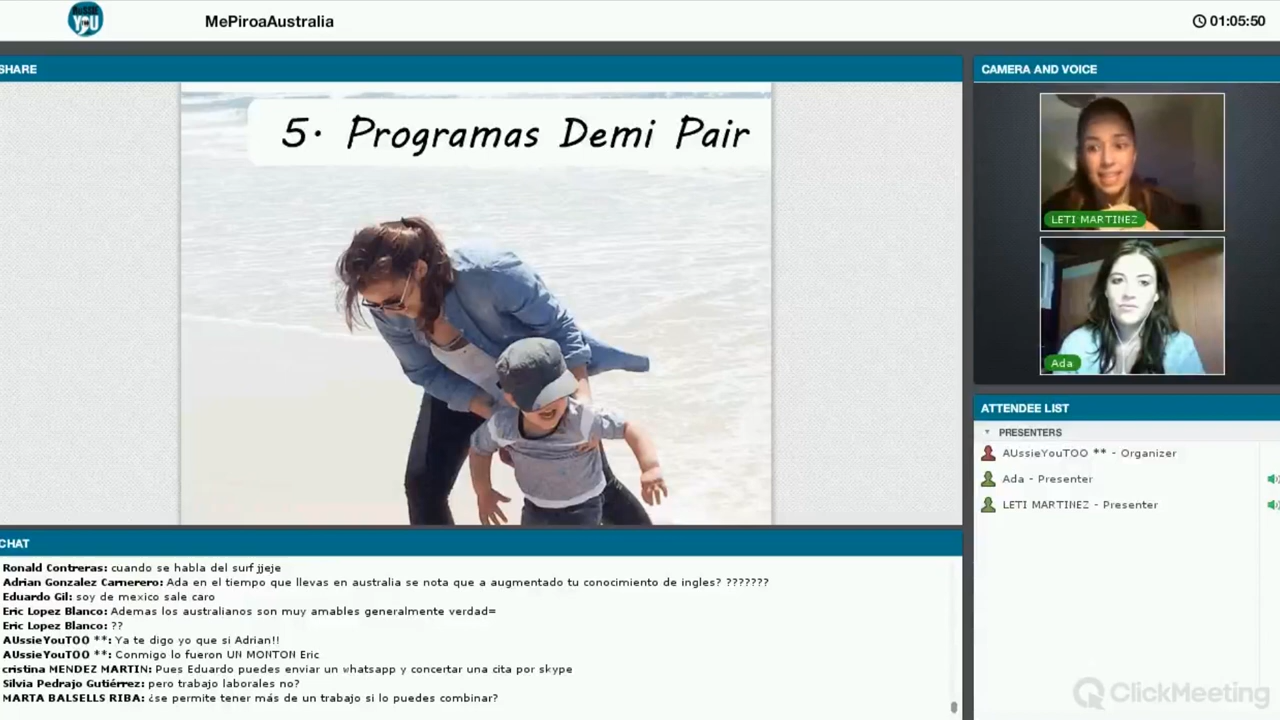 AUSSIE
YOU
MePiroaAustralia
01:05:50
SHARE
5. Programas Demi Pair
CAMERA AND VOICE
LETI MARTINEZ
Ada
ATTENDEE LIST
PRESENTERS
AUssieYouTOO ** - Organizer
Ada - Presenter
LETI MARTINEZ - Presenter
CHAT
Ronald Contreras: cuando se habla del surf jjeje
Adrian Gonzalez Carnerero: Ada en el tiempo que llevas en australia se nota que a augmentado tu conocimiento de ingles? ???????
Eduardo Gil: soy de mexico sale caro
Eric Lopez Blanco: Ademas los australianos son muy amables generalmente verdad=
Eric Lopez Blanco: ??
AUssieYouTOO **: Ya te digo yo que si Adrian!!
AUssieYouTOO **: Conmigo lo fueron UN MONTON Eric
cristina MENDEZ MARTIN: Pues Eduardo puedes enviar un whatsapp y concertar una cita por skype
Silvia Pedrajo Gutiérrez: pero trabajo laborales no?
MARTA BALSELLS RIBA: ¿se permite tener más de un trabajo si lo puedes combinar?
ClickMeeting